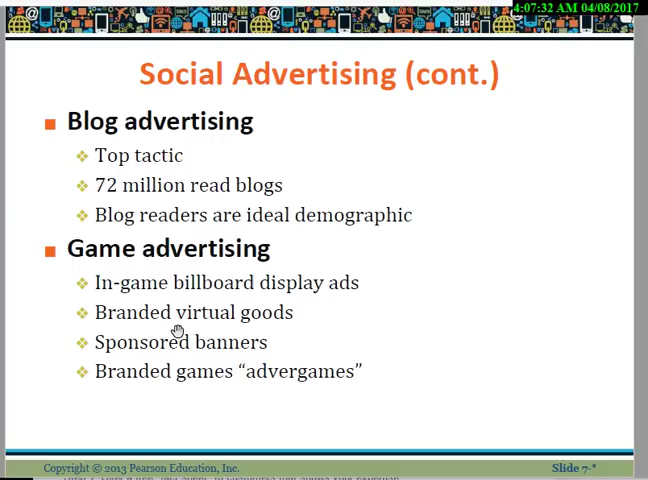 4:07:32 AM 04/08/2017
Social Advertising (cont.)
Blog advertising
Top tactic
72 million read blogs
Blog readers are ideal demographic
Game advertising
In-game billboard display ads
Branded virtual goods
Sponsored banners
Branded games “advergames”
Copyright © 2013 Pearson Education, Inc.
Slide 7-*